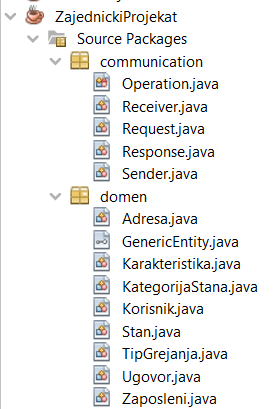 ZajednickiProjekat
Source Packages
communication
Operation.java
Receiver.java
Request.java
Response.java
Sender.java
domen
Adresa.java
GenericEntity.java
Karakteristika.java
KategorijaStana.java
Korisnik.java
Stan.java
TipGrejanja.java
Ugovor.java
Zaposleni.java